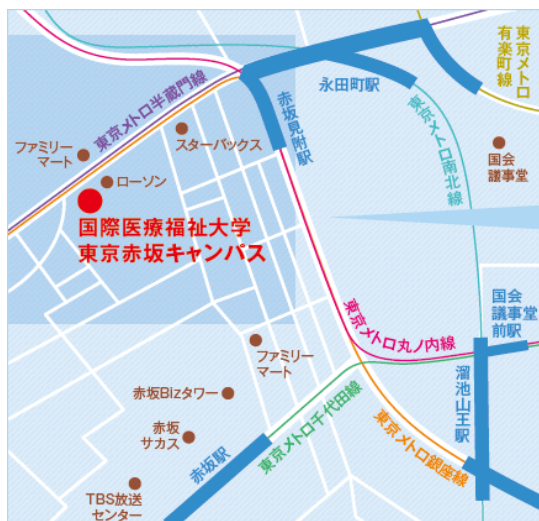 東京メトロ
有楽町線
永田町駅
東京メトロ半蔵門線
赤坂見附駅
スターバックス
東京メトロ南北線
国会
議事堂
ファミリー
マート
ローソン
国際医療福祉大学
東京赤坂キャンパス
国会
議事堂
前駅
東京メトロ丸ノ内線
ファミリー
マート
溜池山王駅
赤坂Bizタワー
東京メトロ千代田線
東京メトロ銀座線
赤坂
サカス
赤坂駅
TBS放送
センター